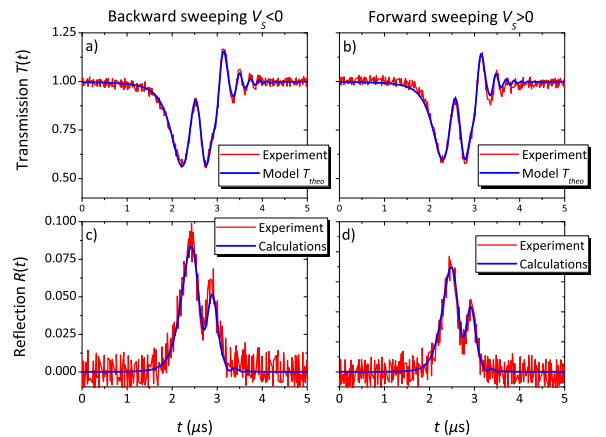 Backward sweeping V_S<0
Forward sweeping V_S>0
Transmission T(t)
1.25
1.00
0.75
0.50
a)
Experiment
Model T_theo
0 1 2 3 4 5
b)
Experiment
Model T_theo
0 1 2 3 4 5
Reflection R(t)
0.100
0.075
0.050
0.025
0.000
c)
Experiment
Calculations
0 1 2 3 4 5
d)
Experiment
Calculations
0 1 2 3 4 5
t (μs)
t (μs)